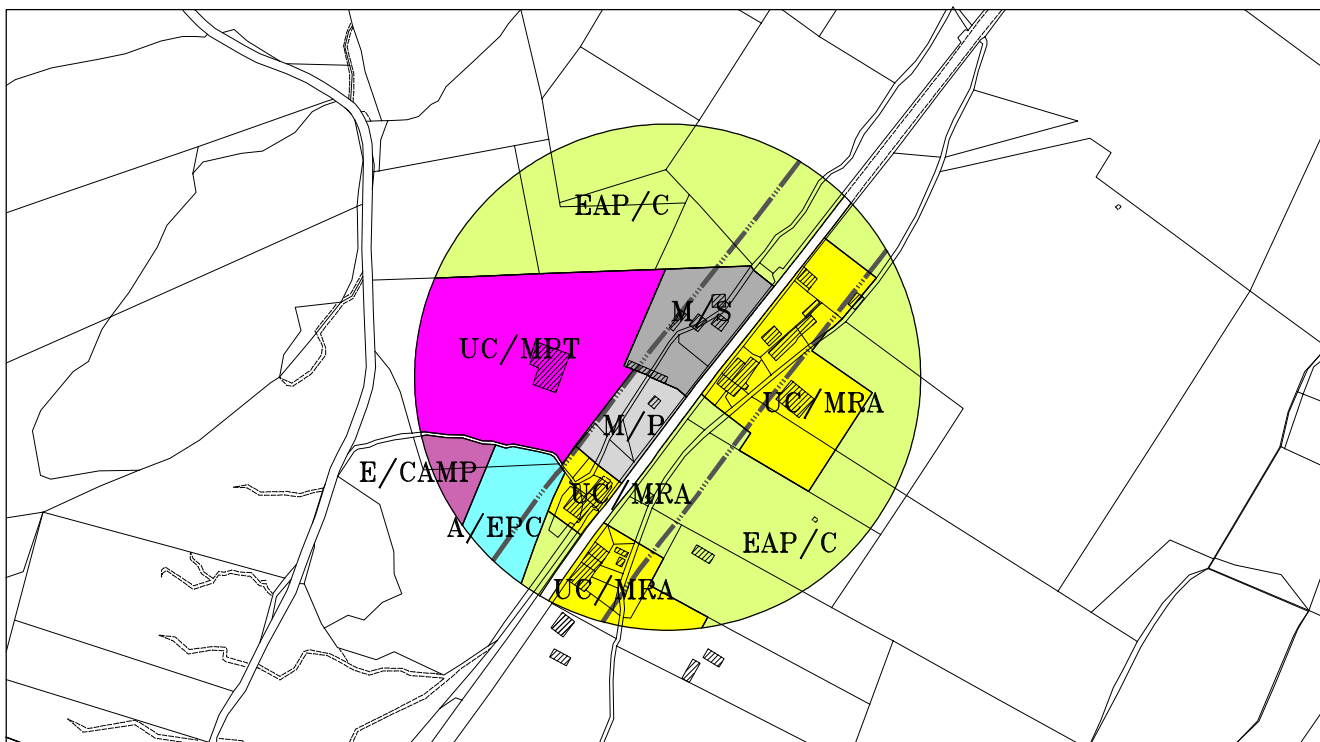 EAP/C
M/S
UC/MPT
UC/MRA
M/P
E/CAMP
UC/MRA
A/EPC
EAP/C
UC/MRA